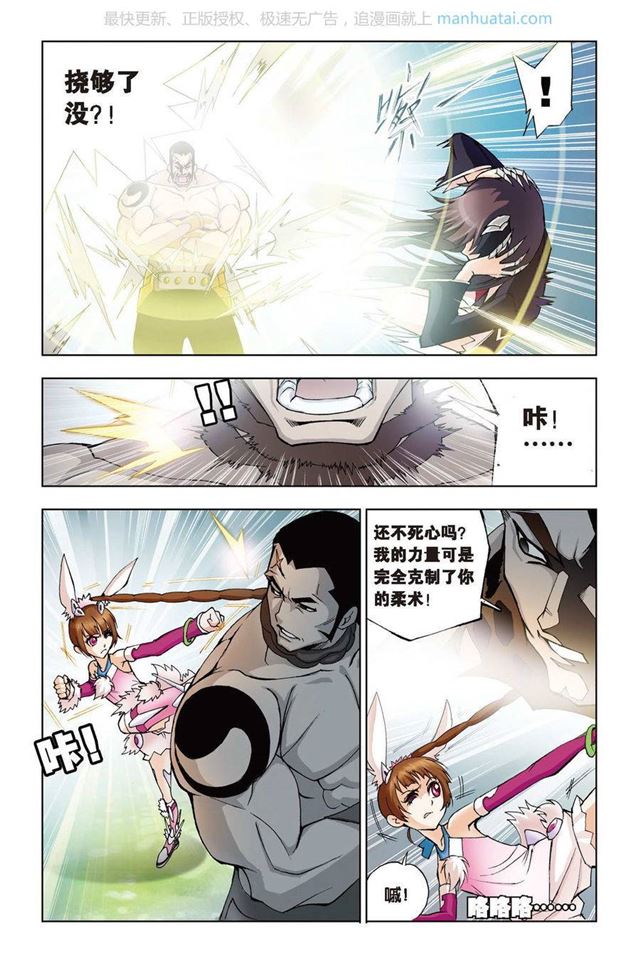 最快更新、正版授权、极速无广告，追漫画就上 manhuatai.com
挠够了
没？！
！
！！
咔！
……
咔！
还不死心吗？
我的力量可是
完全克制了你
的柔术！
嘁！
咯咯咯……